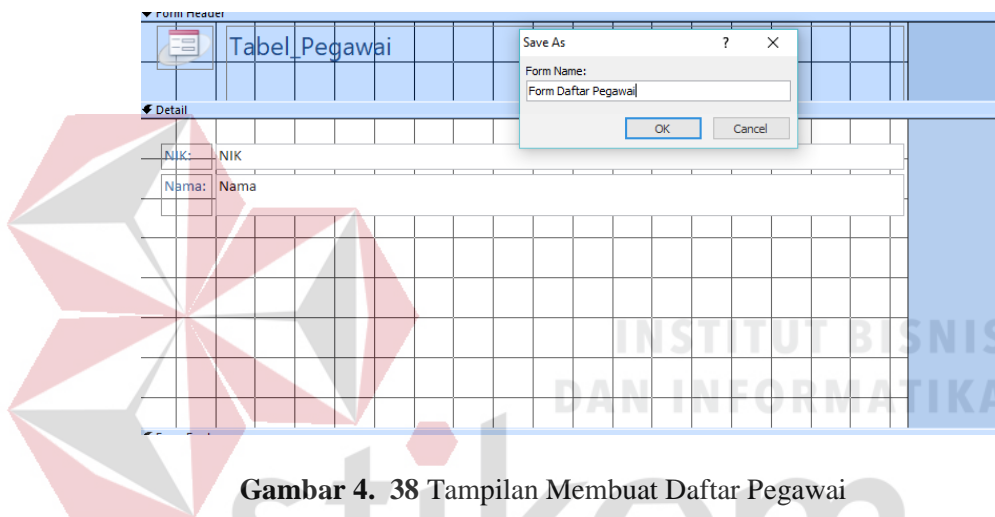 Form Header
Tabel_Pegawai
Save As
? X
Form Name:
Form Daftar Pegawai
OK Cancel
Detail
NIK: NIK
Nama: Nama
INSTITUT BISNIS
DAN INFORMATIKA
stikom
Gambar 4. 38 Tampilan Membuat Daftar Pegawai